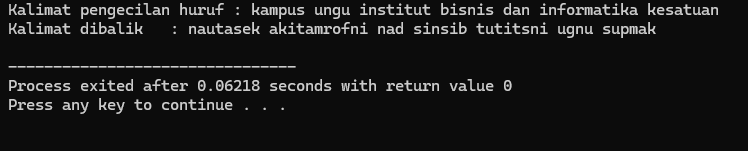 Kalimat pengecilan huruf : kampus ungu institut bisnis dan informatika kesatuan
Kalimat dibalik   : nautasek akitamrofni nad sinsib tutitsni ugnu supmak
--------------------------------
Process exited after 0.06218 seconds with return value 0
Press any key to continue . . .